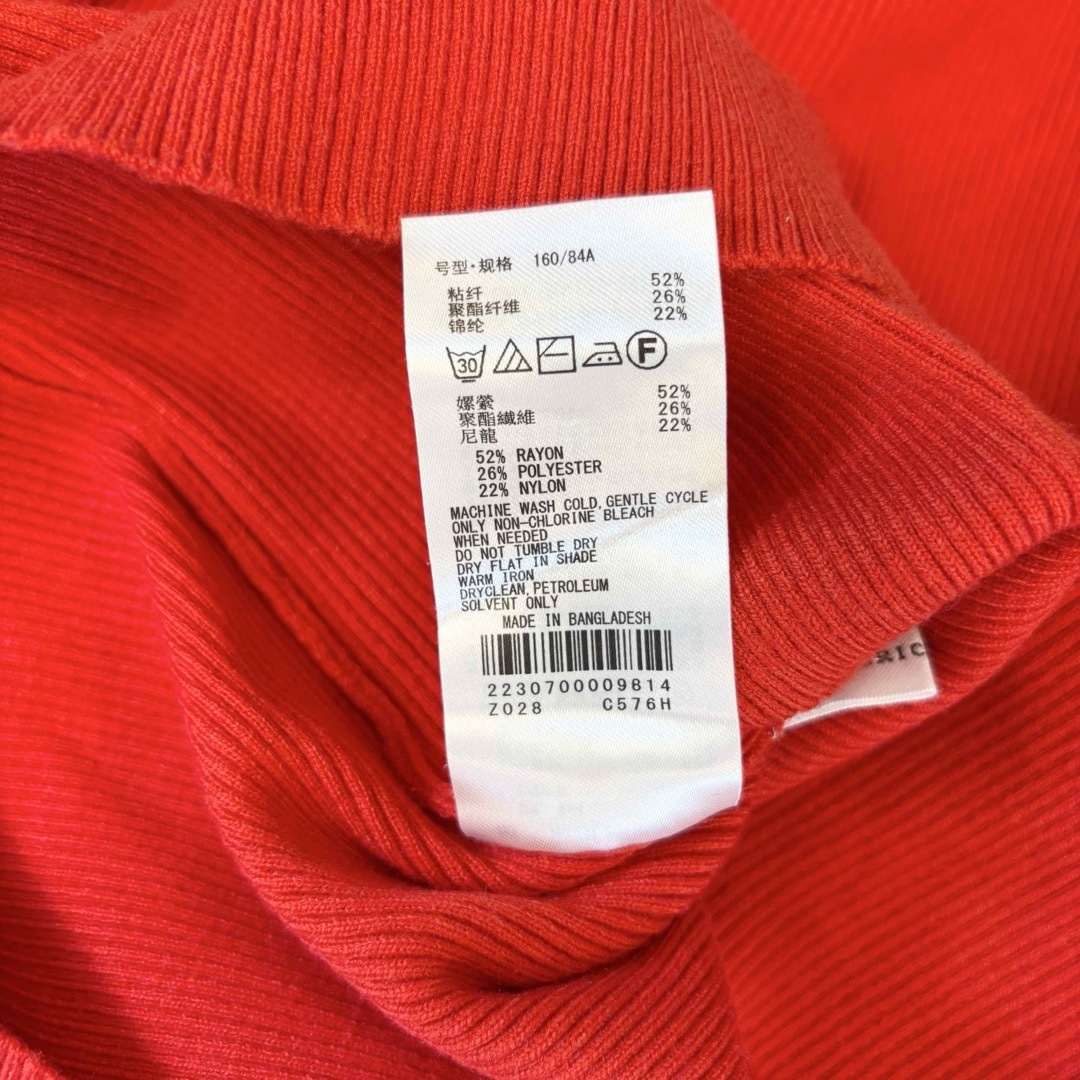 号型·规格 160/84A
粘纤 52%
聚酯纤维 26%
锦纶 22%
30 F
嫘縈 52%
聚酯纖維 26%
尼龍 22%
52% RAYON
26% POLYESTER
22% NYLON
MACHINE WASH COLD, GENTLE CYCLE
ONLY NON-CHLORINE BLEACH
WHEN NEEDED
DO NOT TUMBLE DRY
DRY FLAT IN SHADE
WARM IRON
DRYCLEAN, PETROLEUM
SOLVENT ONLY
MADE IN BANGLADESH
2230700009814
Z028 C576H